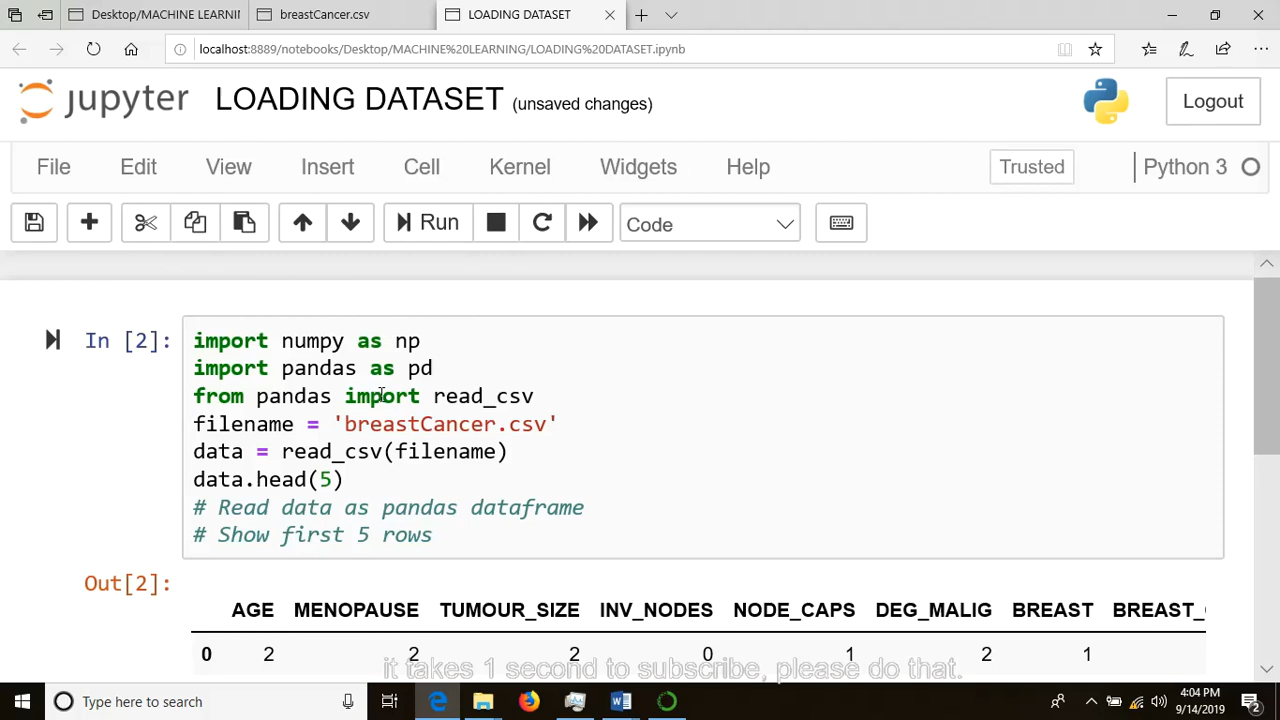 Desktop/MACHINE LEARNIN
breastCancer.csv
LOADING DATASET
localhost:8889/notebooks/Desktop/MACHINE%20LEARNING/LOADING%20DATASET.ipynb
jupyter LOADING DATASET (unsaved changes)
Logout
File Edit View Insert Cell Kernel Widgets Help Trusted Python 3
Run Code
In [2]: import numpy as np
import pandas as pd
from pandas import read_csv
filename = 'breastCancer.csv'
data = read_csv(filename)
data.head(5)
# Read data as pandas dataframe
# Show first 5 rows
Out[2]:
AGE MENOPAUSE TUMOUR_SIZE INV_NODES NODE_CAPS DEG_MALIG BREAST BREAST_
0 2 2 2 0 1 2 1
it takes 1 second to subscribe, please do that.
Type here to search
4:04 PM
9/14/2019
2